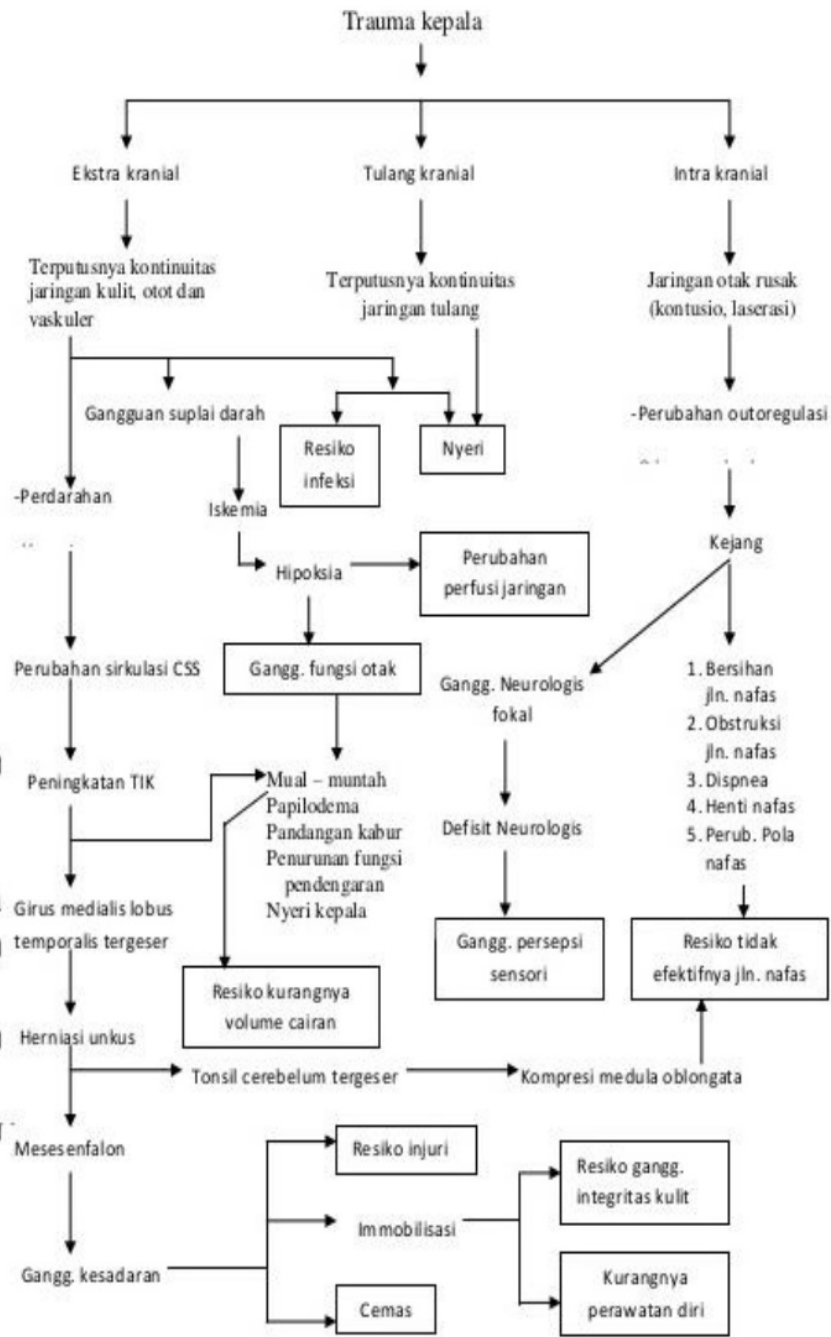 Trauma kepala
Ekstra kranial
Tulang kranial
Intra kranial
Terputusnya kontinuitas
jaringan kulit, otot dan
vaskuler
Terputusnya kontinuitas
jaringan tulang
Jaringan otak rusak
(kontusio, laserasi)
Gangguan suplai darah
-Perubahan outoregulasi
Resiko
infeksi
Nyeri
-Perdarahan
Iskemia
Hipoksia
Perubahan
perfusi jaringan
Kejang
Perubahan sirkulasi CSS
Gangg. fungsi otak
Gangg. Neurologis
fokal
1. Bersihan
jln. nafas
2. Obstruksi
jln. nafas
3. Dispnea
4. Henti nafas
5. Perub. Pola
nafas
Peningkatan TIK
Mual – muntah
Papilodema
Pandangan kabur
Penurunan fungsi
pendengaran
Nyeri kepala
Defisit Neurologis
Girus medialis lobus
temporalis tergeser
Gangg. persepsi
sensori
Resiko tidak
efektifnya jln. nafas
Resiko kurangnya
volume cairan
Herniasi unkus
Tonsil cerebelum tergeser
Kompresi medula oblongata
Mesesenfalon
Resiko injuri
Immobilisasi
Resiko gangg.
integritas kulit
Gangg. kesadaran
Cemas
Kurangnya
perawatan diri